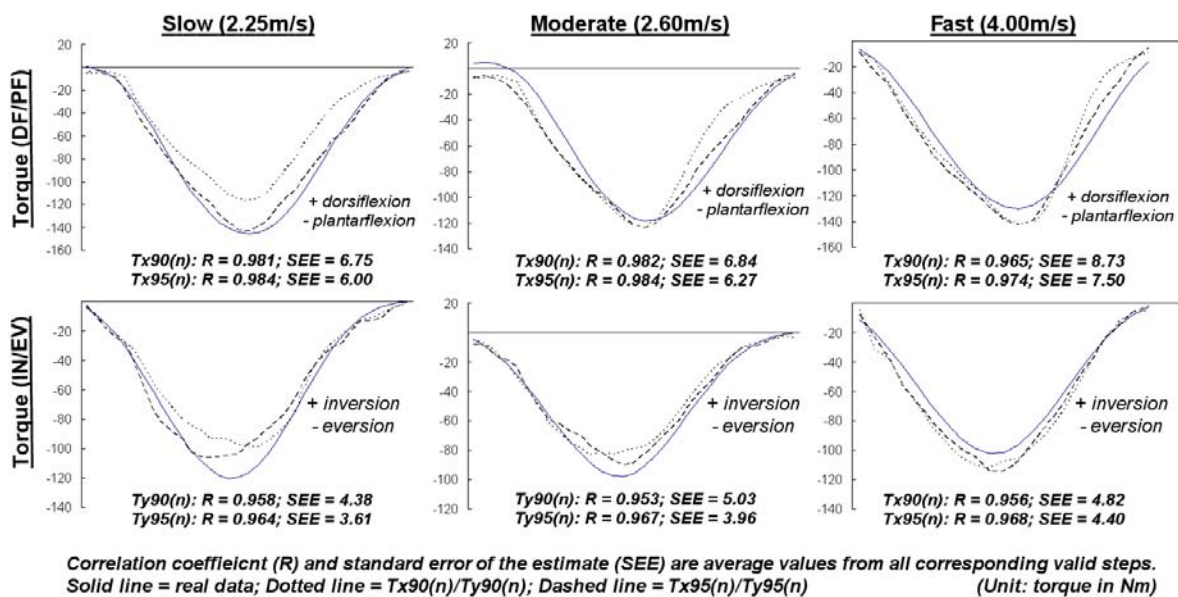 Slow (2.25m/s) Moderate (2.60m/s) Fast (4.00m/s)
Torque (DF/PF)
20
0
-20
-40
-60
-80
-100
-120
-140
-160
+ dorsiflexion
- plantarflexion
Tx90(n): R = 0.981; SEE = 6.75
Tx95(n): R = 0.984; SEE = 6.00
20
0
-20
-40
-60
-80
-100
-120
-140
+ dorsiflexion
- plantarflexion
Tx90(n): R = 0.982; SEE = 6.84
Tx95(n): R = 0.984; SEE = 6.27
-20
-40
-60
-80
-100
-120
-140
-160
+ dorsiflexion
- plantarflexion
Tx90(n): R = 0.965; SEE = 8.73
Tx95(n): R = 0.974; SEE = 7.50
Torque (IN/EV)
-20
-40
-60
-80
-100
-120
-140
+ inversion
- eversion
Ty90(n): R = 0.958; SEE = 4.38
Ty95(n): R = 0.964; SEE = 3.61
20
0
-20
-40
-60
-80
-100
-120
+ inversion
- eversion
Ty90(n): R = 0.953; SEE = 5.03
Ty95(n): R = 0.967; SEE = 3.96
-20
-40
-60
-80
-100
-120
-140
+ inversion
- eversion
Tx90(n): R = 0.956; SEE = 4.82
Tx95(n): R = 0.968; SEE = 4.40
Correlation coeffieicnt (R) and standard error of the estimate (SEE) are average values from all corresponding valid steps.
Solid line = real data; Dotted line = Tx90(n)/Ty90(n); Dashed line = Tx95(n)/Ty95(n) (Unit: torque in Nm)